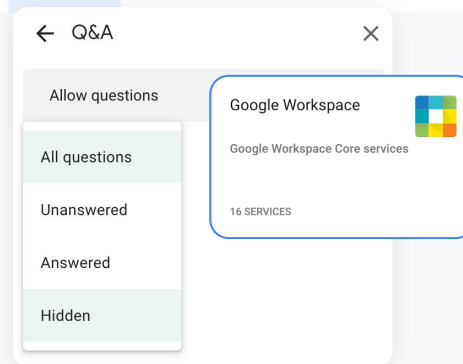 Q&A
Allow questions
All questions
Unanswered
Answered
Hidden
Google Workspace
Google Workspace Core services
16 SERVICES